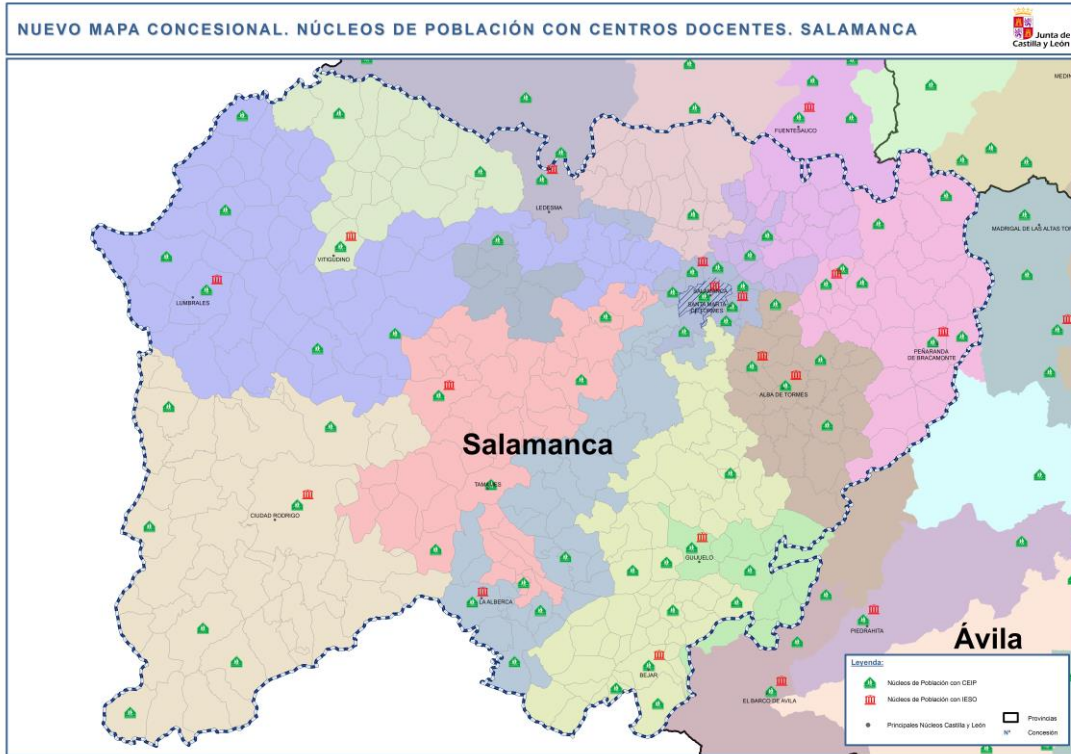 NUEVO MAPA CONCESIONAL. NÚCLEOS DE POBLACIÓN CON CENTROS DOCENTES. SALAMANCA
Junta de
Castilla y León
FUENTESAUCO
LEDESMA
MADRIGAL DE LAS ALTAS TOR
VITIGUDINO
LUMBRALES
SALAMANCA
SANTA MARTA
DE TORMES
PEÑARANDA
DE BRACAMONTE
ALBA DE TORMES
Salamanca
TAMAMES
CIUDAD RODRIGO
GUIJUELO
LA ALBERCA
PIEDRAHÍTA
Ávila
BEJAR
EL BARCO DE AVILA
Leyenda:
Núcleos de Población con CEIP
Núcleos de Población con IESO
Principales Núcleos Castilla y León
Provincias
Nº Concesión